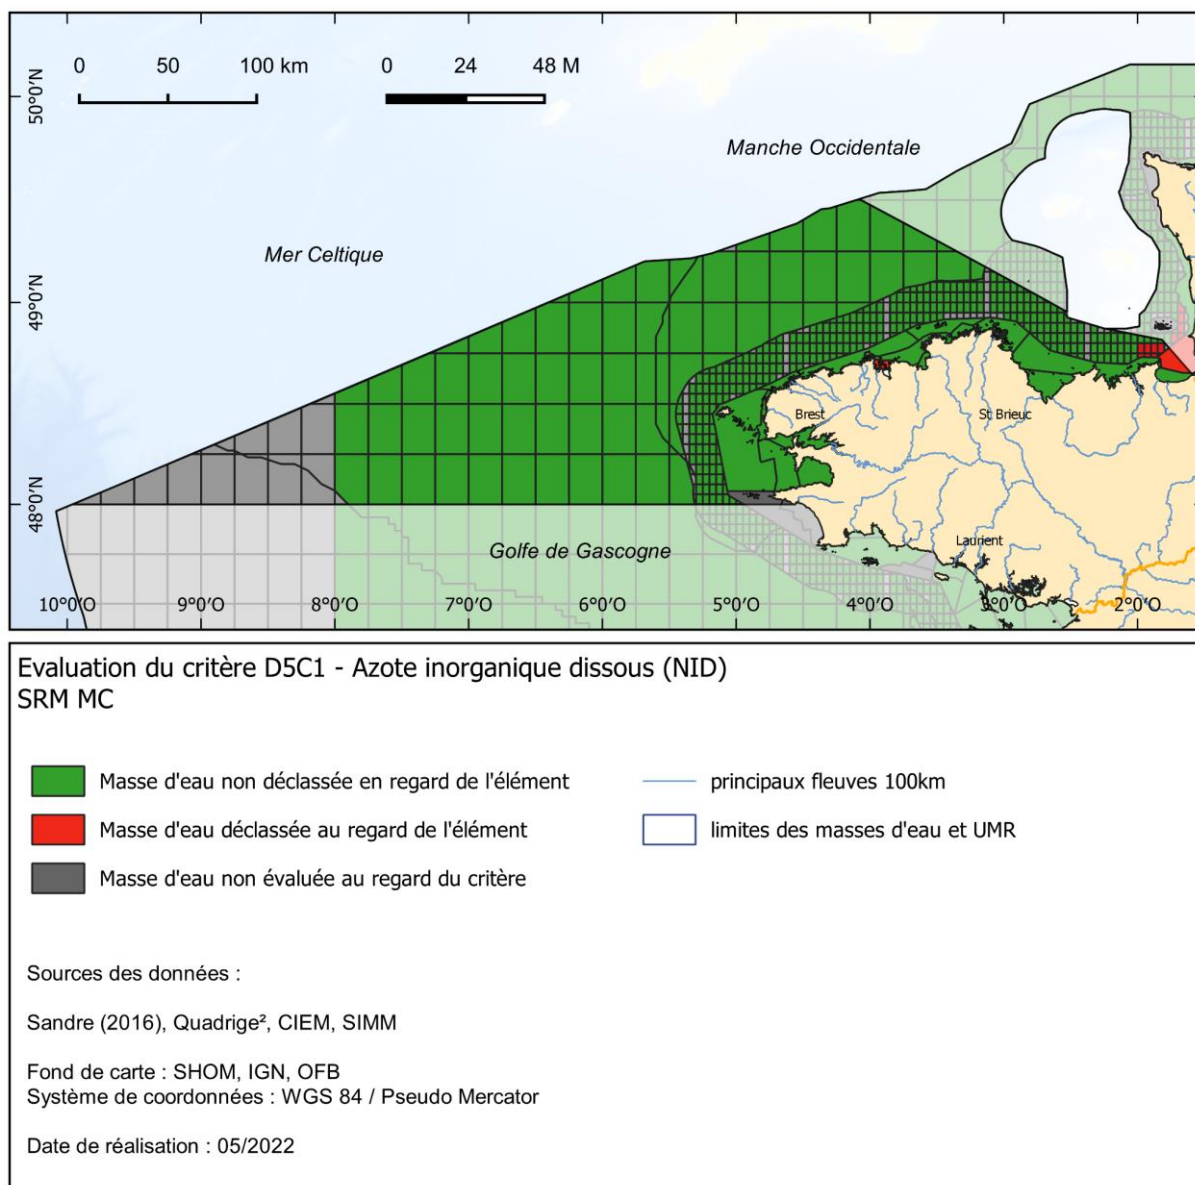 0 50 100 km 0 24 48 M
50°0'N
Manche Occidentale
Mer Celtique
49°0'N
Brest
St Brieuc
48°0'N
Golfe de Gascogne
Laurient
10°0'O 9°0'O 8°0'O 7°0'O 6°0'O 5°0'O 4°0'O 3°0'O 2°0'O
Evaluation du critère D5C1 - Azote inorganique dissous (NID)
SRM MC
Masse d'eau non déclassée en regard de l'élément
Masse d'eau déclassée au regard de l'élément
Masse d'eau non évaluée au regard du critère
principaux fleuves 100km
limites des masses d'eau et UMR
Sources des données :
Sandre (2016), Quadrige², CIEM, SIMM
Fond de carte : SHOM, IGN, OFB
Système de coordonnées : WGS 84 / Pseudo Mercator
Date de réalisation : 05/2022